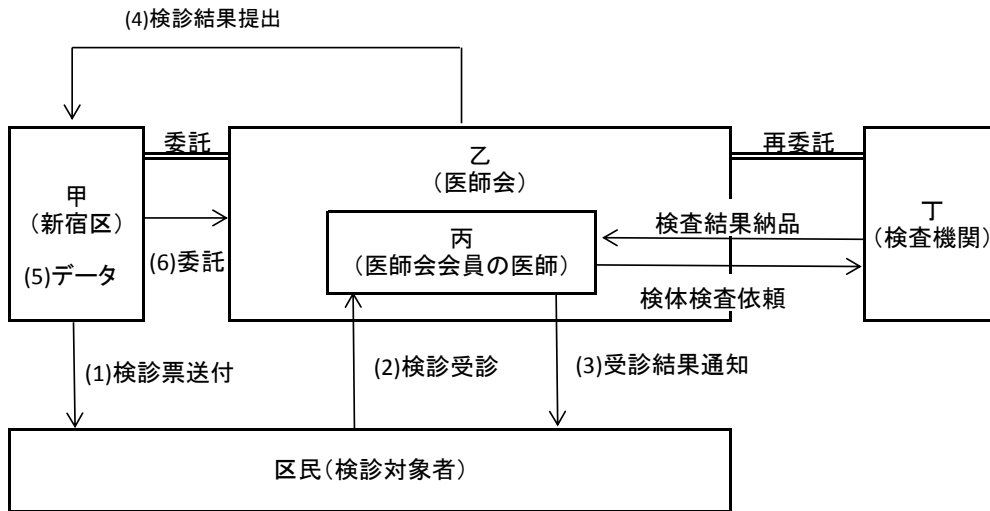 (4)検診結果提出
委託
再委託
甲
(新宿区)
(5)データ
(6)委託
乙
(医師会)
丙
(医師会会員の医師)
検査結果納品
検体検査依頼
丁
(検査機関)
(1)検診票送付
(2)検診受診
(3)受診結果通知
区民(検診対象者)